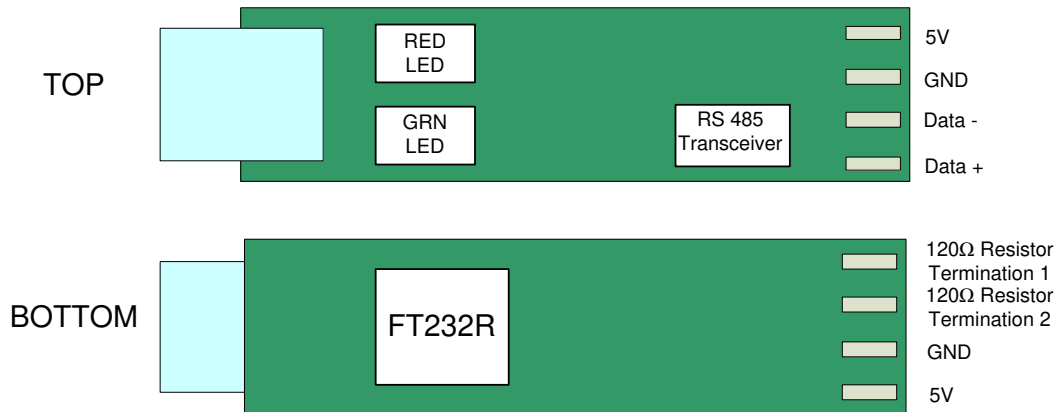 TOP
RED
LED
GRN
LED
RS 485
Transceiver
5V
GND
Data -
Data +
BOTTOM
FT232R
120Ω Resistor
Termination 1
120Ω Resistor
Termination 2
GND
5V